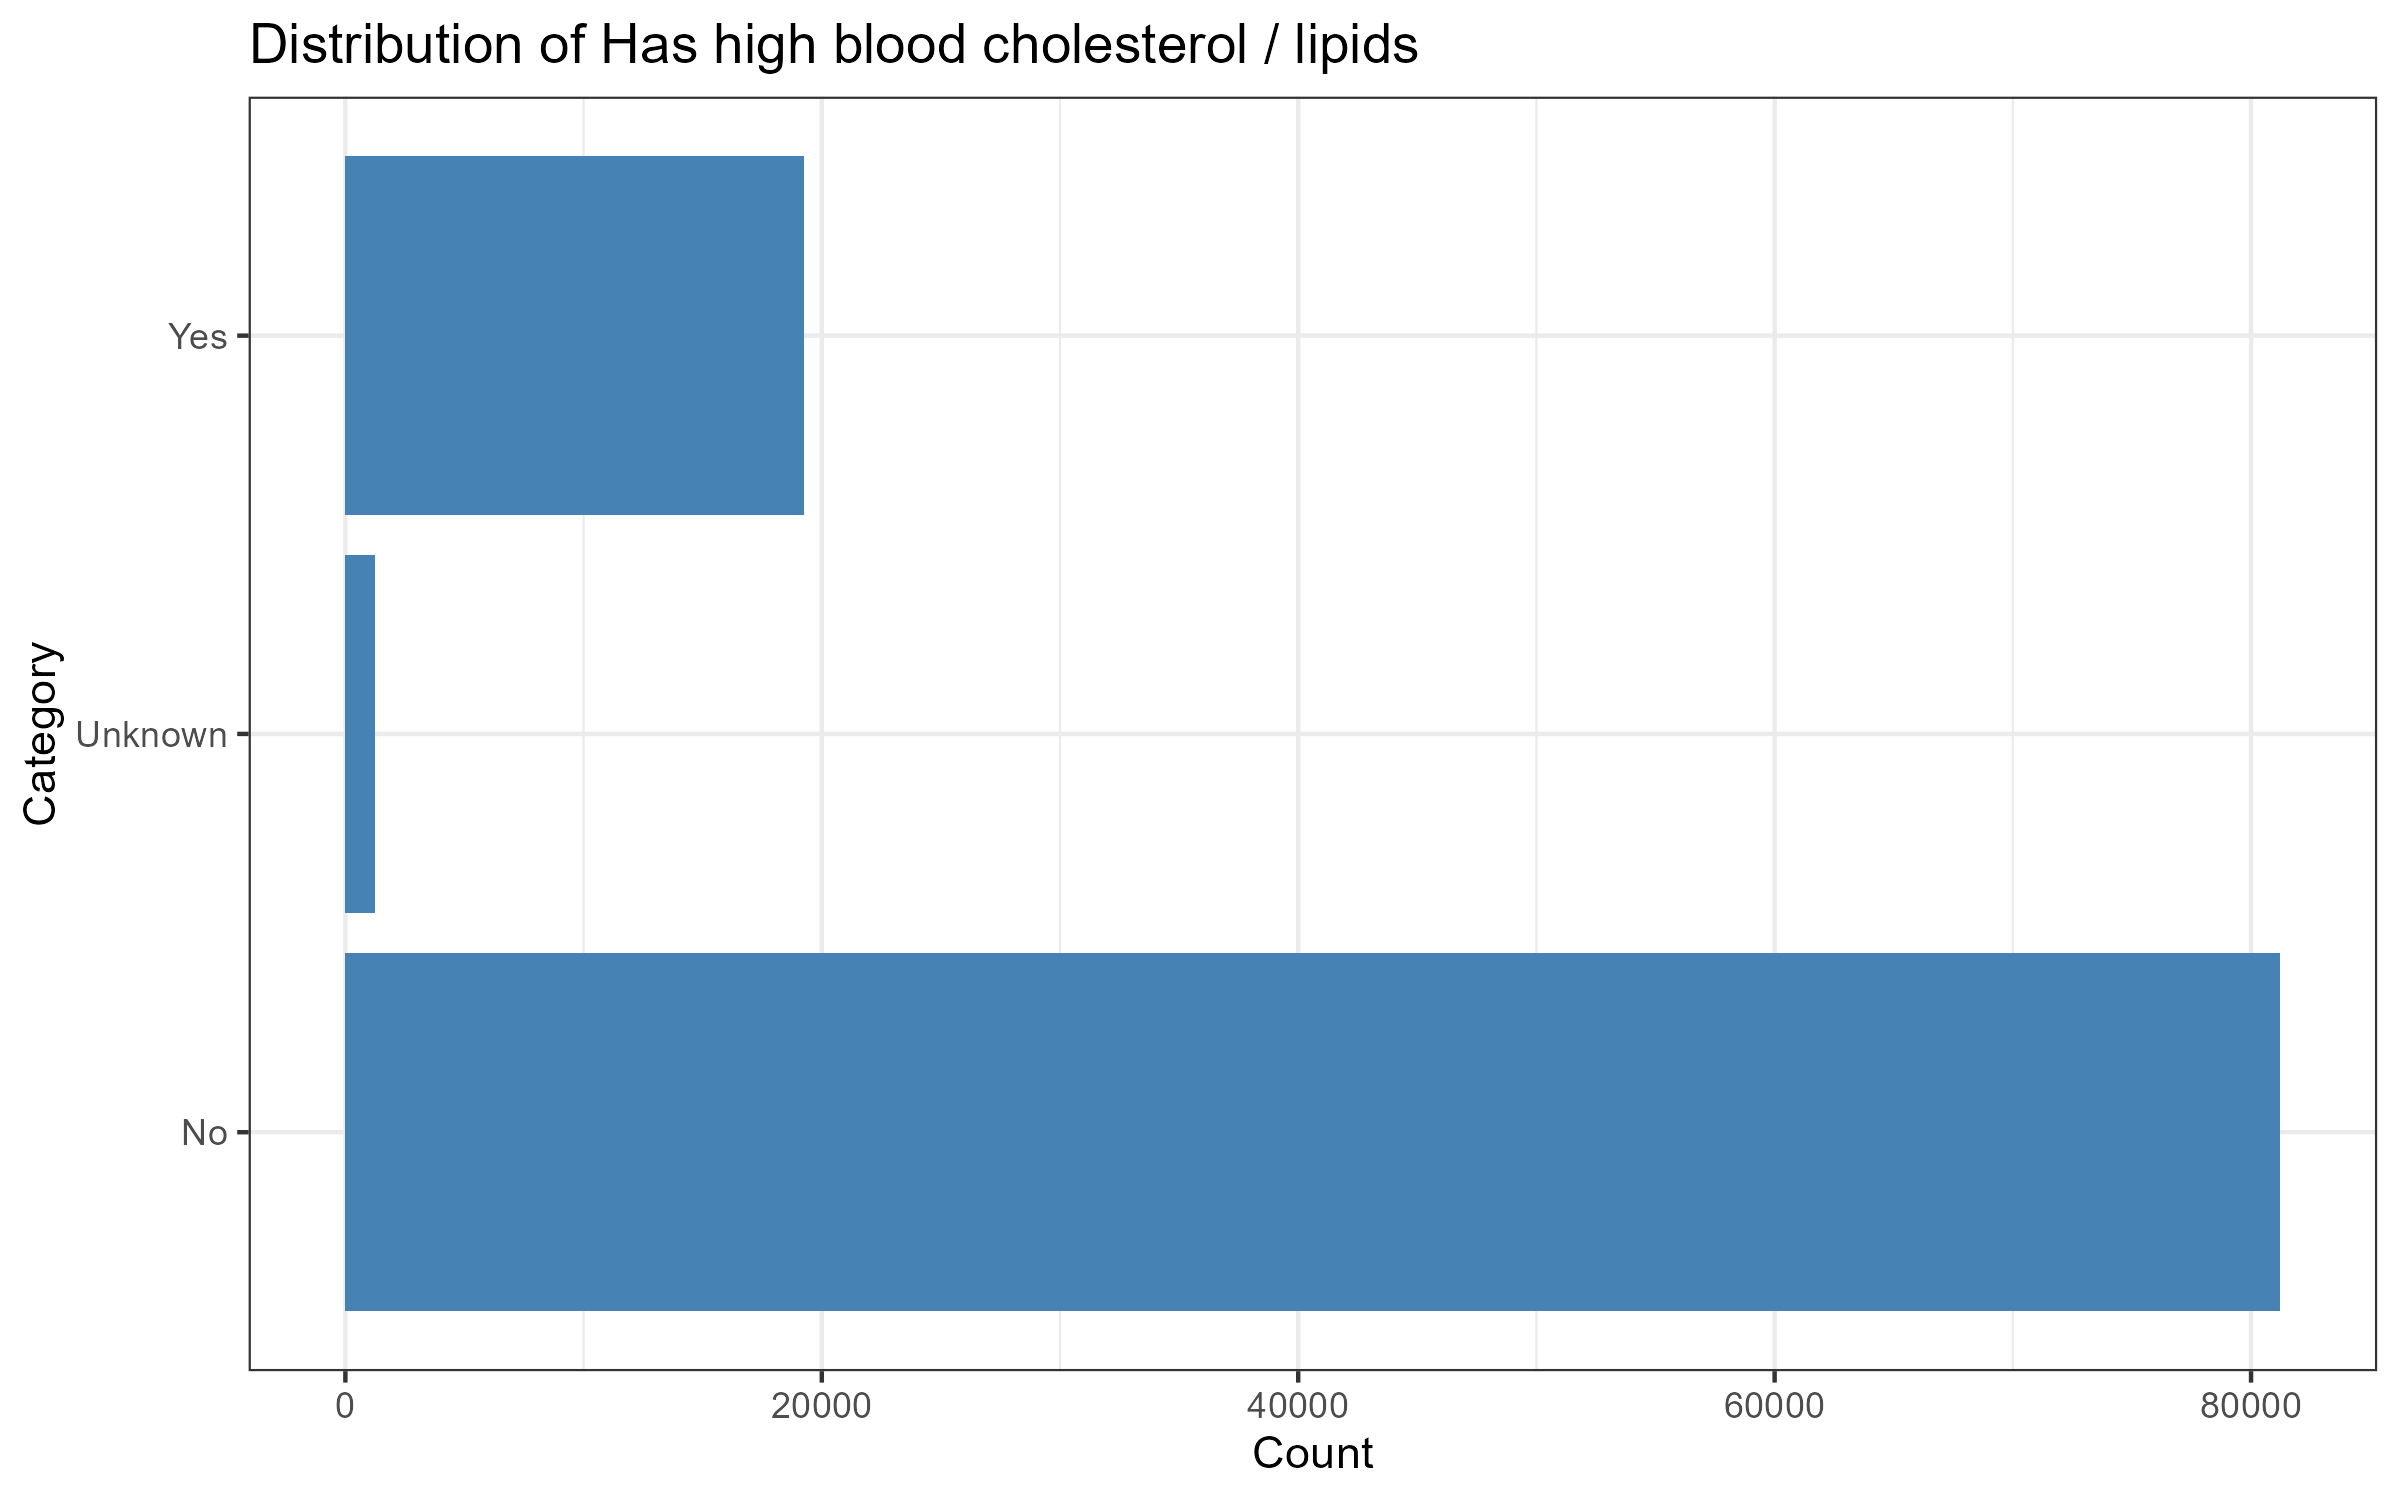 Distribution of Has high blood cholesterol / lipids
Category
Yes
Unknown
No
0 20000 40000 60000 80000
Count